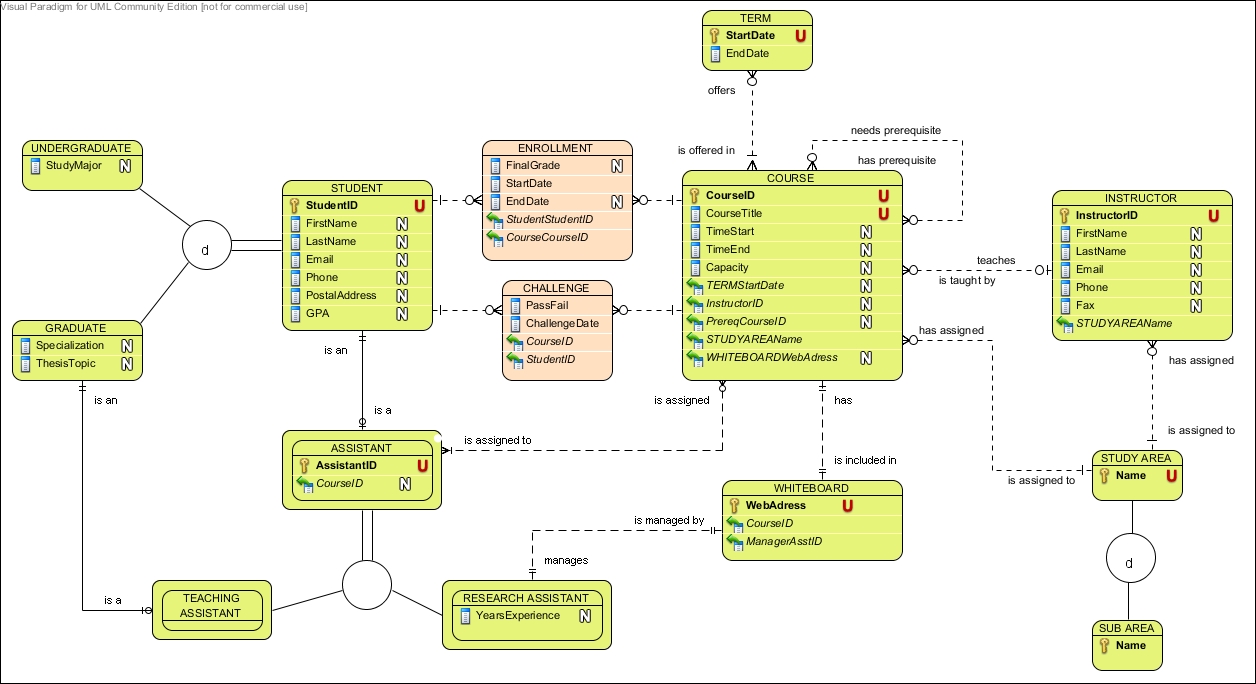 Visual Paradigm for UML Community Edition [not for commercial use]
TERM
StartDate U
EndDate
offers
is offered in
needs prerequisite
has prerequisite
UNDERGRADUATE
StudyMajor N
d
GRADUATE
Specialization N
ThesisTopic N
is an
is a
STUDENT
StudentID U
FirstName N
LastName N
Email N
Phone N
PostalAddress N
GPA N
is an
is a
ENROLLMENT
FinalGrade N
StartDate
EndDate N
StudentStudentID
CourseCourseID
CHALLENGE
PassFail
ChallengeDate
CourseID
StudentID
COURSE
CourseID U
CourseTitle U
TimeStart N
TimeEnd N
Capacity N
TERMStartDate N
InstructorID N
PrereqCourseID N
STUDYAREAName
WHITEBOARDWebAdress N
teaches
is taught by
has assigned
INSTRUCTOR
InstructorID U
FirstName N
LastName N
Email N
Phone N
Fax N
STUDYAREAName
has assigned
is assigned to
is assigned to
STUDY AREA
Name U
d
SUB AREA
Name
is assigned
is assigned to
has
is included in
ASSISTANT
AssistantID U
CourseID N
WHITEBOARD
WebAdress U
CourseID
ManagerAsstID
is managed by
manages
TEACHING
ASSISTANT
RESEARCH ASSISTANT
YearsExperience N